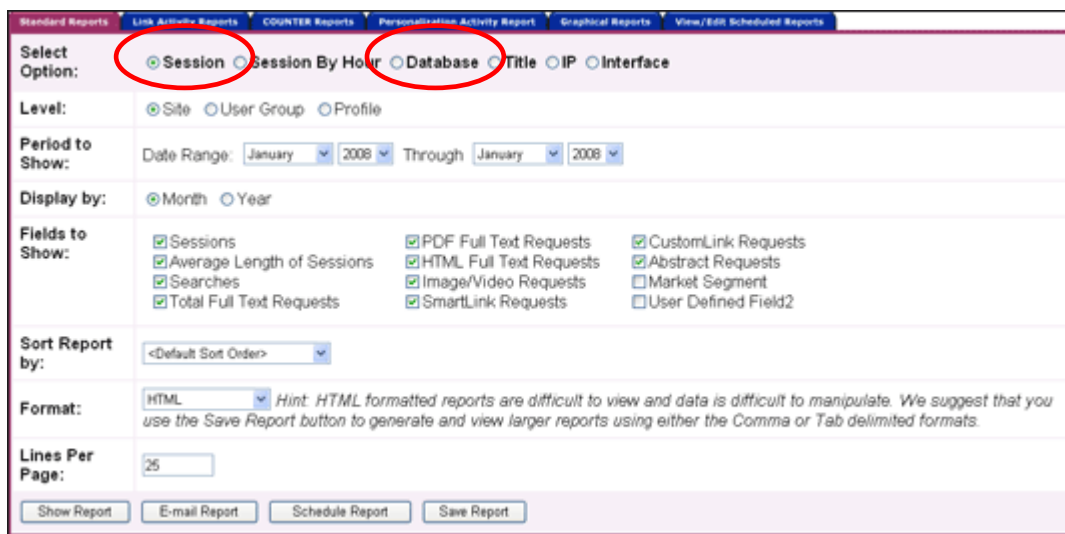 Standard Reports Link Activity Reports COUNTER Reports Personalization Activity Report Graphical Reports View/Edit Scheduled Reports
Select Option: Session Session By Hour Database Title IP Interface
Level: Site User Group Profile
Period to Show: Date Range: January 2008 Through January 2008
Display by: Month Year
Fields to Show:
Sessions PDF Full Text Requests CustomLink Requests
Average Length of Sessions HTML Full Text Requests Abstract Requests
Searches Image/Video Requests Market Segment
Total Full Text Requests SmartLink Requests User Defined Field2
Sort Report by: <Default Sort Order>
Format: HTML Hint: HTML formatted reports are difficult to view and data is difficult to manipulate. We suggest that you
use the Save Report button to generate and view larger reports using either the Comma or Tab delimited formats.
Lines Per Page: 25
Show Report E-mail Report Schedule Report Save Report